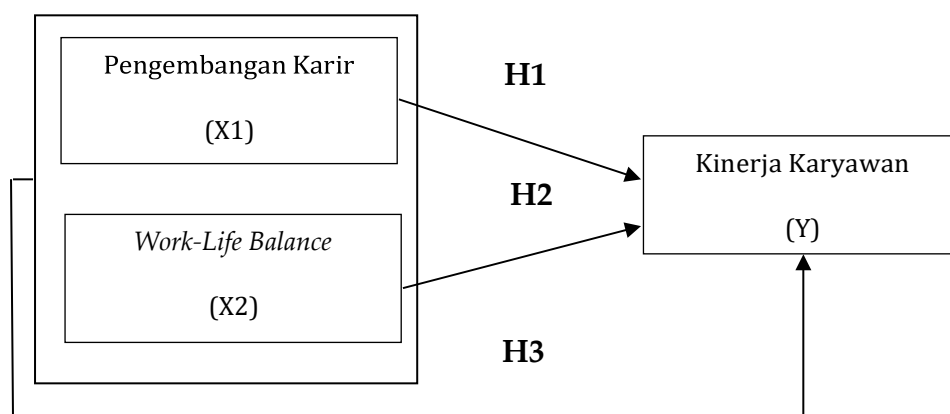 Pengembangan Karir
(X1)
H1
Kinerja Karyawan
(Y)
H2
Work-Life Balance
(X2)
H3